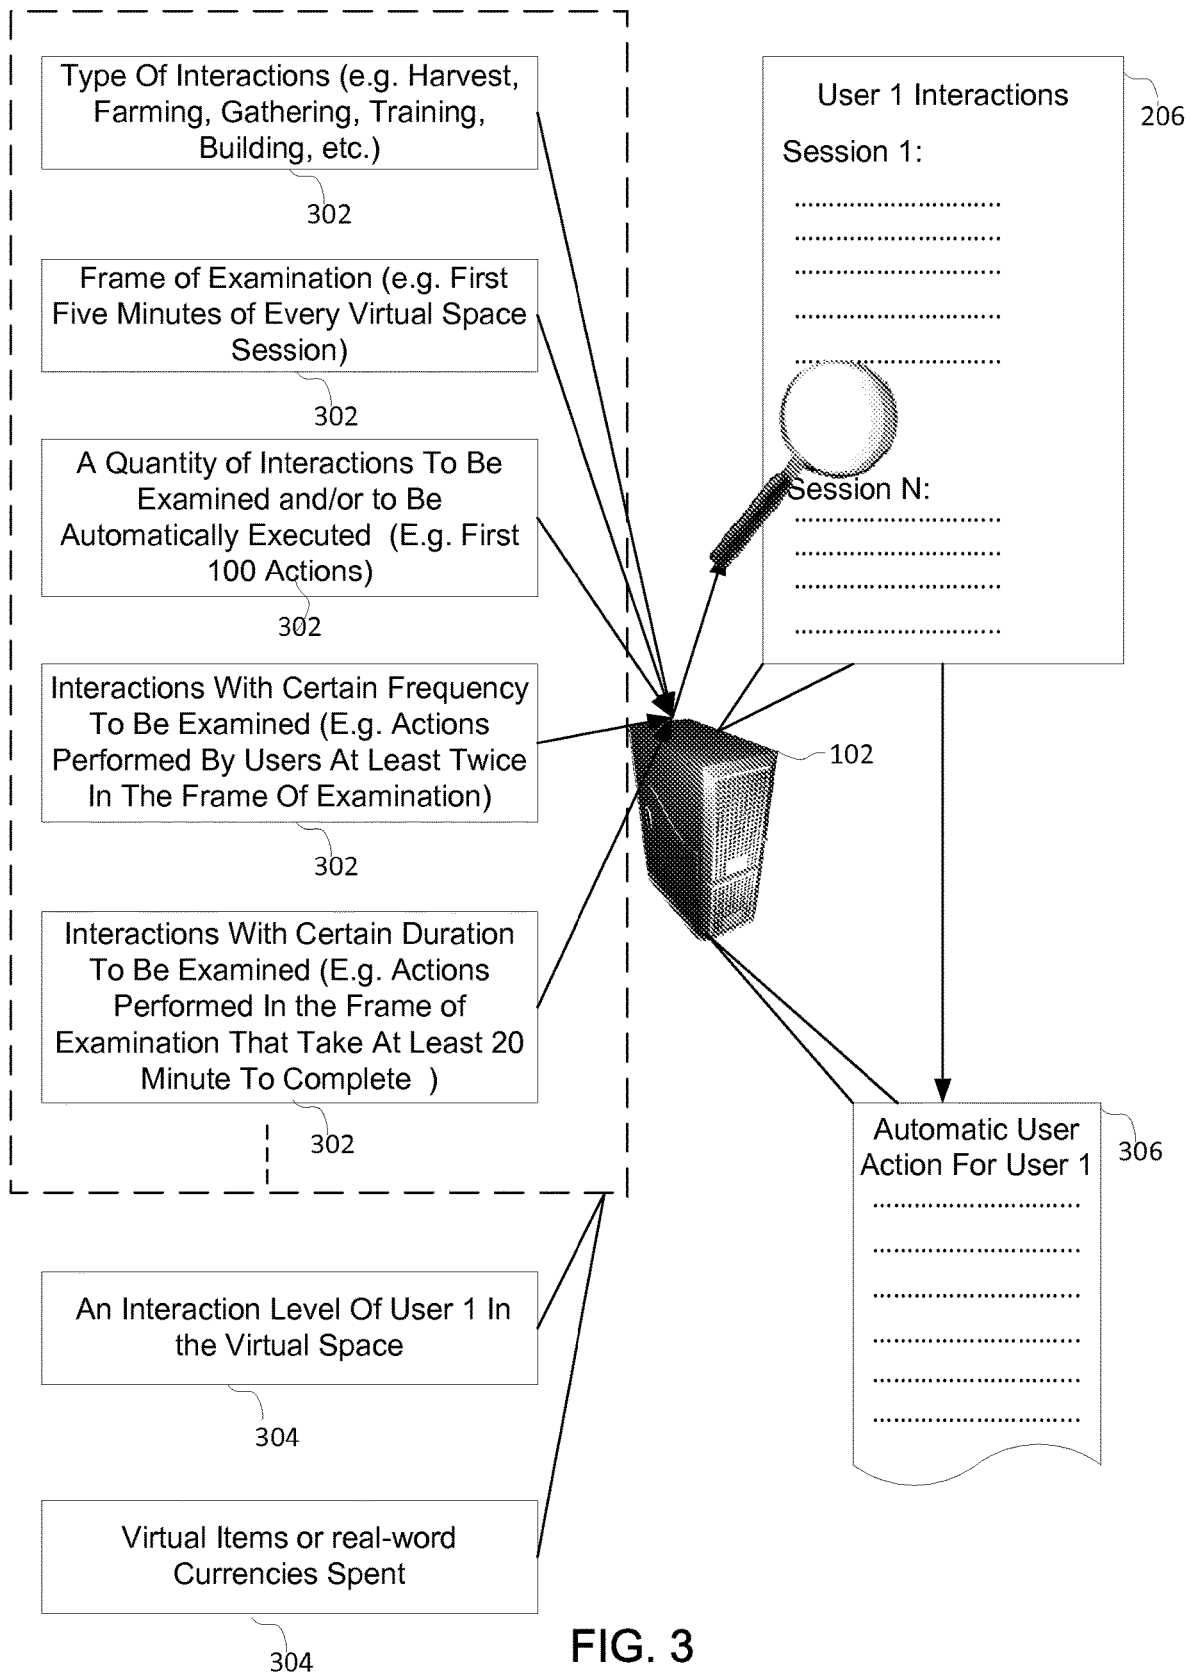 Type Of Interactions (e.g. Harvest,
Farming, Gathering, Training,
Building, etc.)
302
Frame of Examination (e.g. First
Five Minutes of Every Virtual Space
Session)
302
A Quantity of Interactions To Be
Examined and/or to Be
Automatically Executed (E.g. First
100 Actions)
302
Interactions With Certain Frequency
To Be Examined (E.g. Actions
Performed By Users At Least Twice
In The Frame Of Examination)
302
Interactions With Certain Duration
To Be Examined (E.g. Actions
Performed In the Frame of
Examination That Take At Least 20
Minute To Complete )
302
An Interaction Level Of User 1 In
the Virtual Space
304
Virtual Items or real-word
Currencies Spent
304
User 1 Interactions
206
Session 1:
Session N:
102
Automatic User
Action For User 1
306
FIG. 3